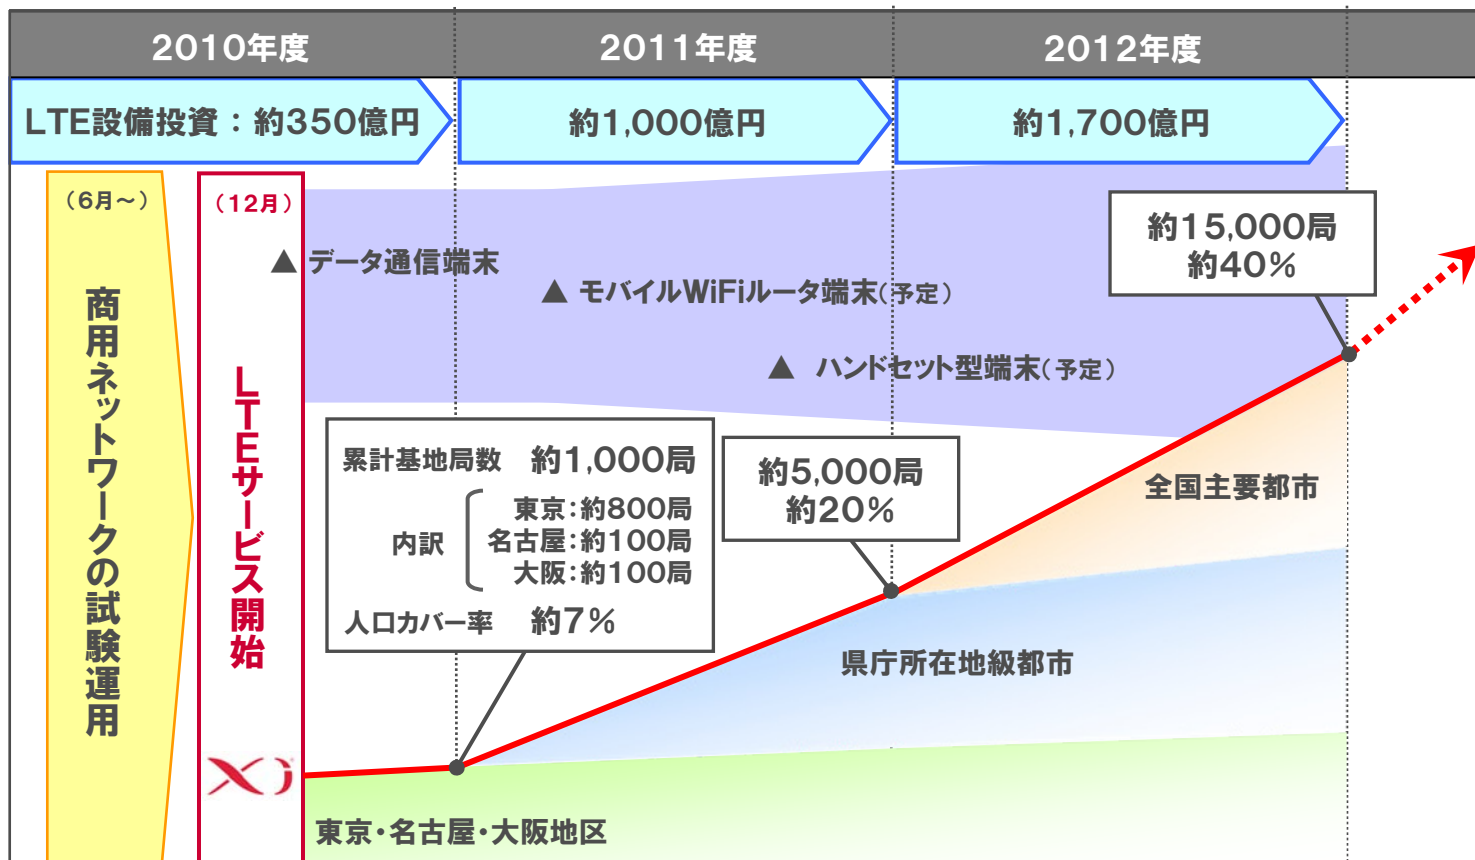 2010年度
2011年度
2012年度
LTE設備投資：約350億円
約1,000億円
約1,700億円
（6月～）
商用ネットワークの試験運用
（12月）
LTEサービス開始
Xi
▲ データ通信端末
▲ モバイルWiFiルータ端末（予定）
▲ ハンドセット型端末（予定）
累計基地局数 約1,000局
内訳
東京：約800局
名古屋：約100局
大阪：約100局
人口カバー率 約7%
約5,000局
約20%
約15,000局
約40%
全国主要都市
県庁所在地級都市
東京・名古屋・大阪地区